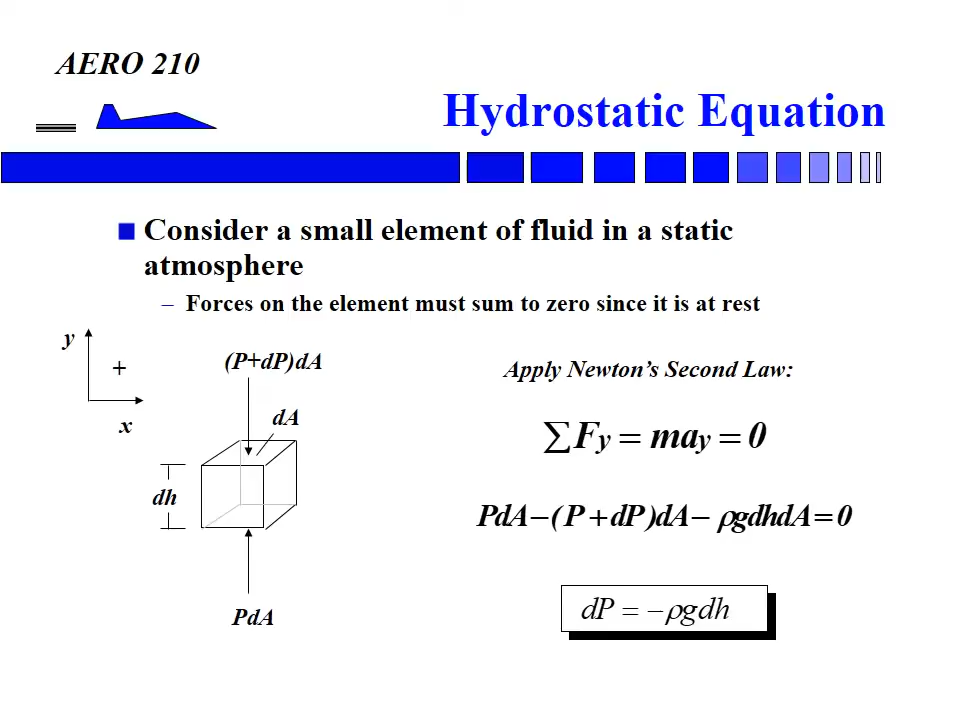 AERO 210
Hydrostatic Equation
Consider a small element of fluid in a static
atmosphere
– Forces on the element must sum to zero since it is at rest
y
+
x
(P+dP)dA
dA
dh
PdA
Apply Newton's Second Law:
∑Fy = may = 0
PdA−(P+dP)dA− ρgdhdA=0
dP = −ρgdh